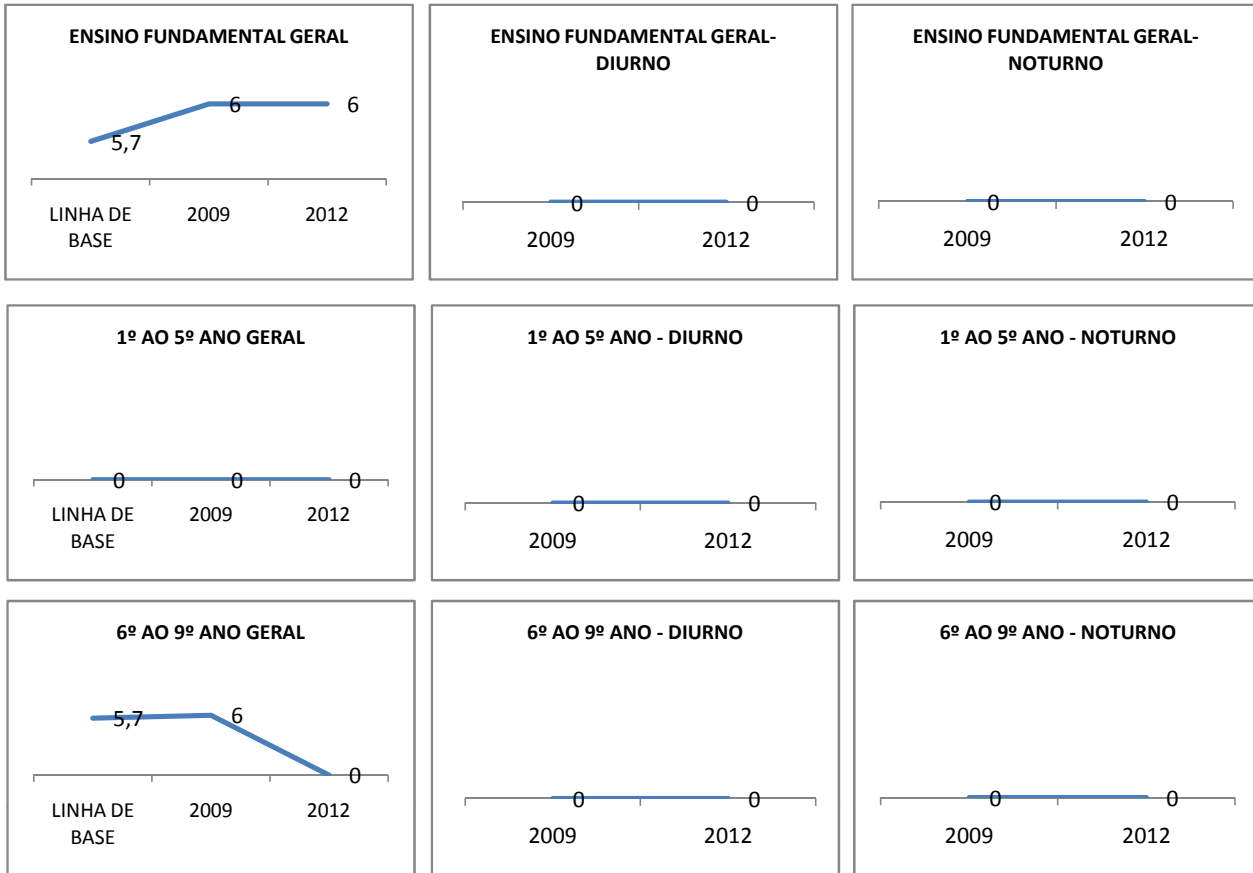 ENSINO FUNDAMENTAL GERAL
6
6
5,7
LINHA DE
BASE
2009
2012
ENSINO FUNDAMENTAL GERAL-
DIURNO
0
0
2009
2012
ENSINO FUNDAMENTAL GERAL-
NOTURNO
0
0
2009
2012
1º AO 5º ANO GERAL
0
0
0
LINHA DE
BASE
2009
2012
1º AO 5º ANO - DIURNO
0
0
2009
2012
1º AO 5º ANO - NOTURNO
0
0
2009
2012
6º AO 9º ANO GERAL
5,7
6
0
LINHA DE
BASE
2009
2012
6º AO 9º ANO - DIURNO
0
0
2009
2012
6º AO 9º ANO - NOTURNO
0
0
2009
2012